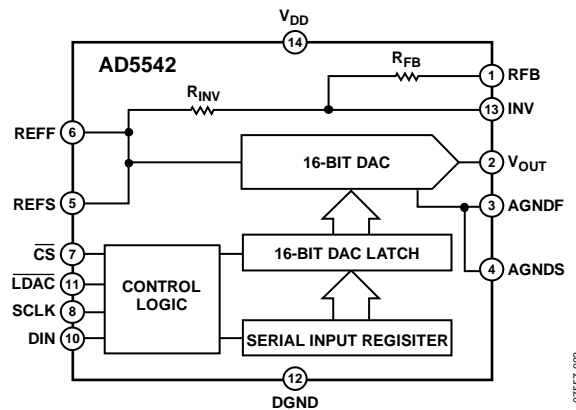 VDD
14
AD5542
RFB
1 RFB
RINV
13 INV
REFF 6
16-BIT DAC
2 VOUT
REFS 5
3 AGNDF
CS 7
16-BIT DAC LATCH
4 AGNDS
LDAC 11
CONTROL
LOGIC
SCLK 8
DIN 10
SERIAL INPUT REGISITER
12
DGND